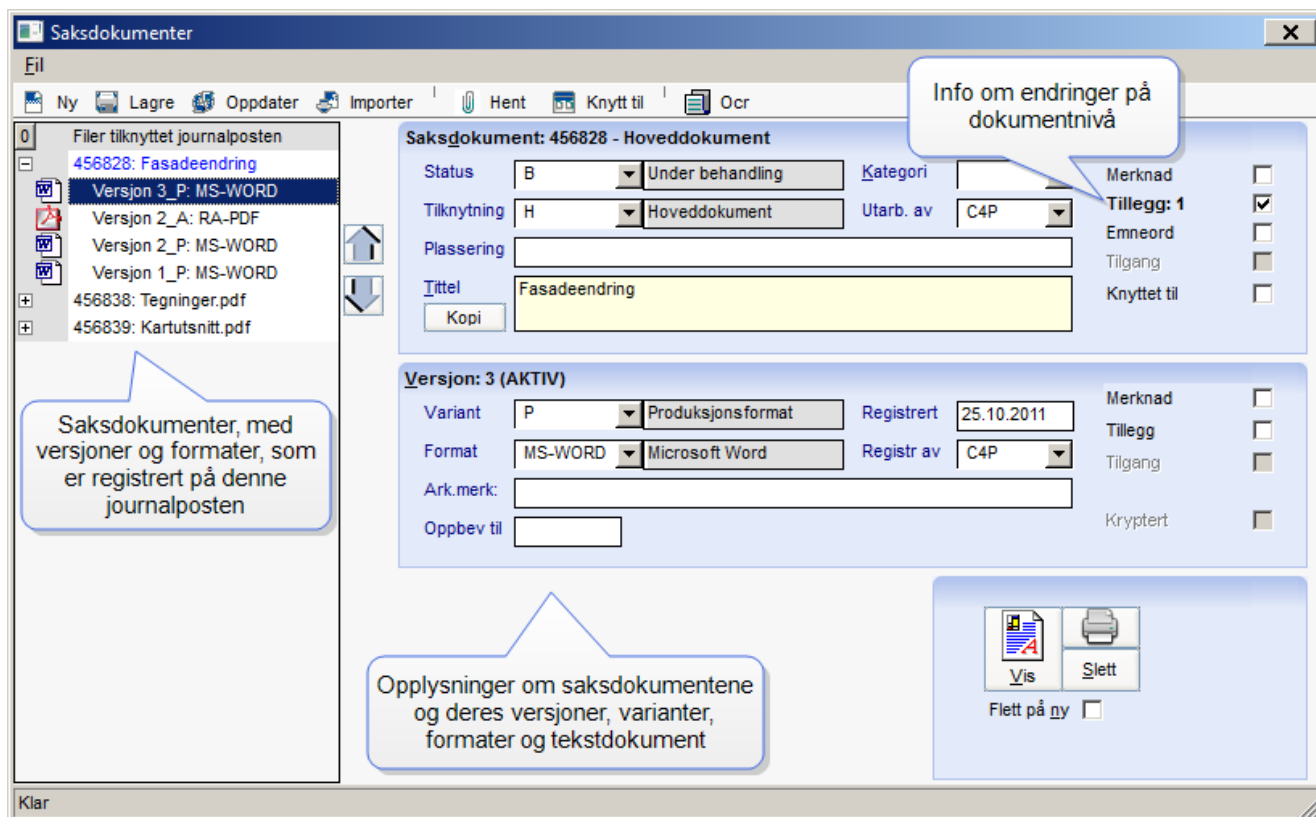 Saksdokumenter
Fil
Ny Lagre Oppdater Importer Hent Knytt til Ocr
Info om endringer på
dokumentnivå
0 Filer tilknyttet journalposten
456828: Fasadeendring
Versjon 3_P: MS-WORD
Versjon 2_A: RA-PDF
Versjon 2_P: MS-WORD
Versjon 1_P: MS-WORD
456838: Tegninger.pdf
456839: Kartutsnitt.pdf
Saksdokumenter, med
versjoner og formater, som
er registrert på denne
journalposten
Saksdokument: 456828 - Hoveddokument
Status B Under behandling Kategori
Tilknytning H Hoveddokument Utarb. av C4P
Plassering
Tittel Fasadeendring
Kopi
Merknad
Tillegg: 1
Emneord
Tilgang
Knyttet til
Versjon: 3 (AKTIV)
Variant P Produksjonsformat Registrert 25.10.2011
Format MS-WORD Microsoft Word Registr av C4P
Ark.merk:
Oppbev til
Merknad
Tillegg
Tilgang
Kryptert
Opplysninger om saksdokumentene
og deres versjoner, varianter,
formater og tekstdokument
Vis Slett
Flett på ny
Klar